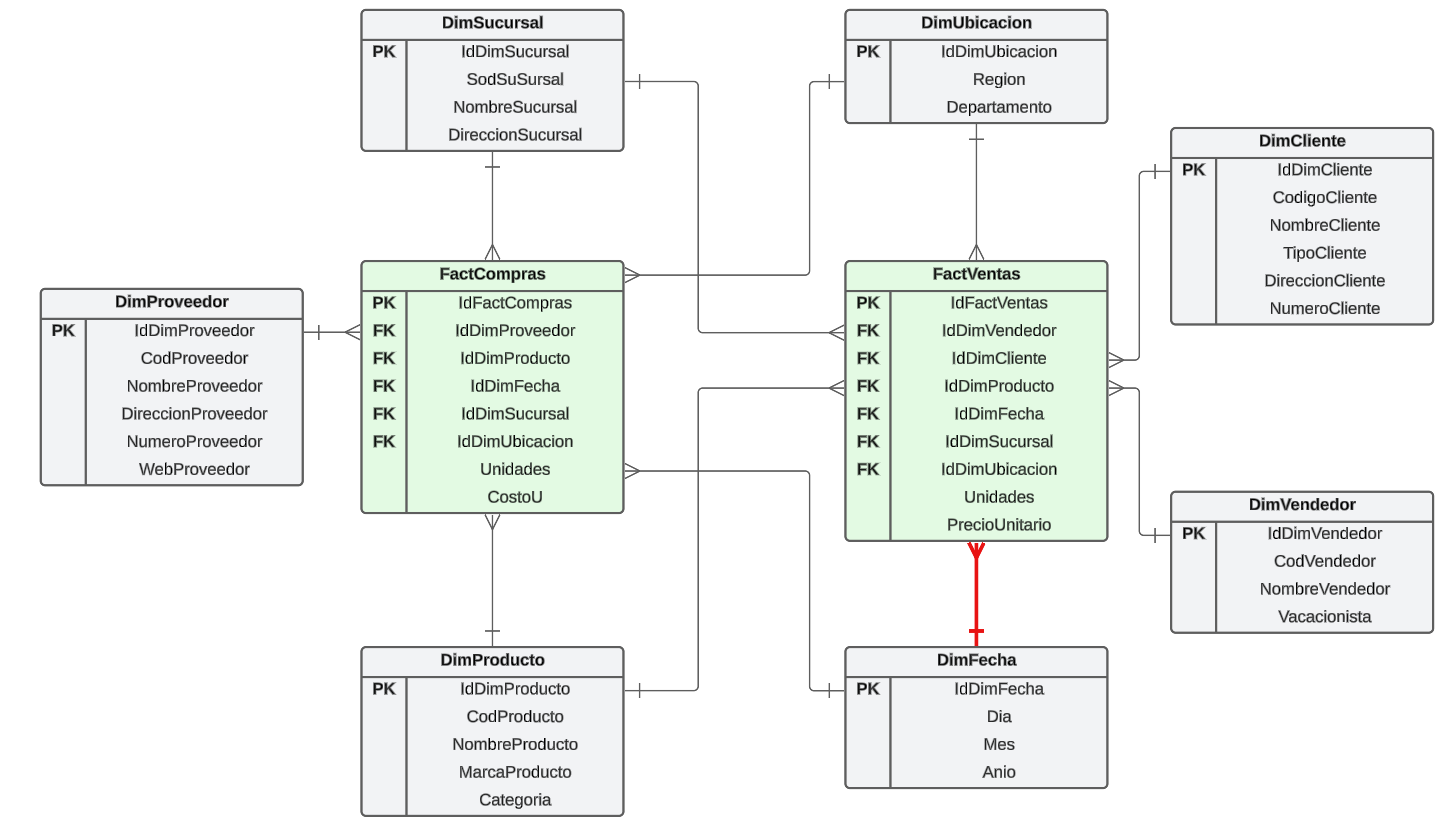 DimSucursal
PK IdDimSucursal
SodSuSursal
NombreSucursal
DireccionSucursal
DimUbicacion
PK IdDimUbicacion
Region
Departamento
DimCliente
PK IdDimCliente
CodigoCliente
NombreCliente
TipoCliente
DireccionCliente
NumeroCliente
DimProveedor
PK IdDimProveedor
CodProveedor
NombreProveedor
DireccionProveedor
NumeroProveedor
WebProveedor
FactCompras
PK IdFactCompras
FK IdDimProveedor
FK IdDimProducto
FK IdDimFecha
FK IdDimSucursal
FK IdDimUbicacion
Unidades
CostoU
FactVentas
PK IdFactVentas
FK IdDimVendedor
FK IdDimCliente
FK IdDimProducto
FK IdDimFecha
FK IdDimSucursal
FK IdDimUbicacion
Unidades
PrecioUnitario
DimVendedor
PK IdDimVendedor
CodVendedor
NombreVendedor
Vacacionista
DimProducto
PK IdDimProducto
CodProducto
NombreProducto
MarcaProducto
Categoria
DimFecha
PK IdDimFecha
Dia
Mes
Anio